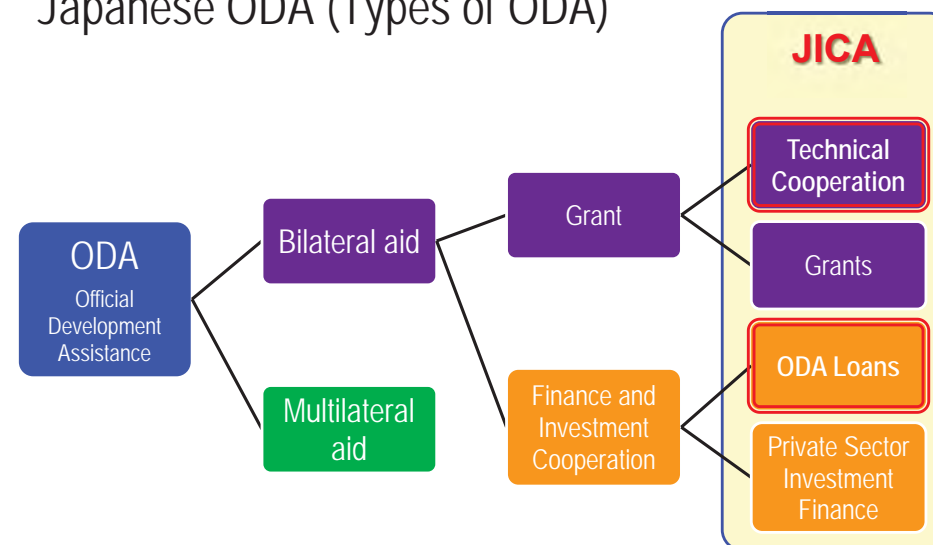 Japanese ODA (Types of ODA)
JICA
Technical
Cooperation
Grant
Grants
Bilateral aid
ODA
Official
Development
Assistance
Multilateral
aid
Finance and
Investment
Cooperation
ODA Loans
Private Sector
Investment
Finance